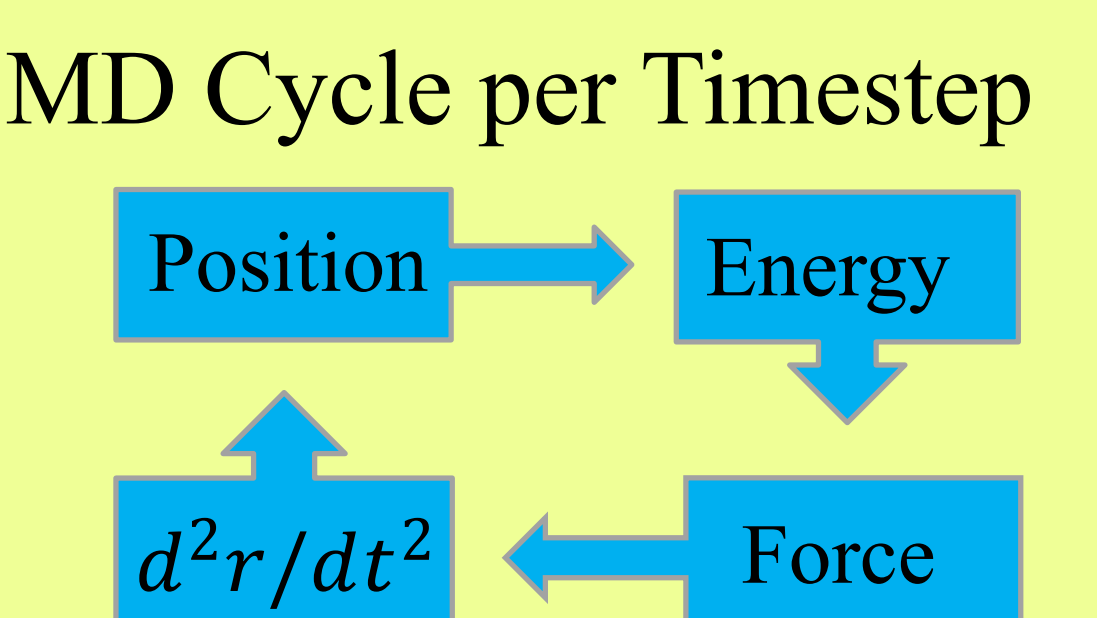 MD Cycle per Timestep
Position
Energy
d²r/dt²
Force